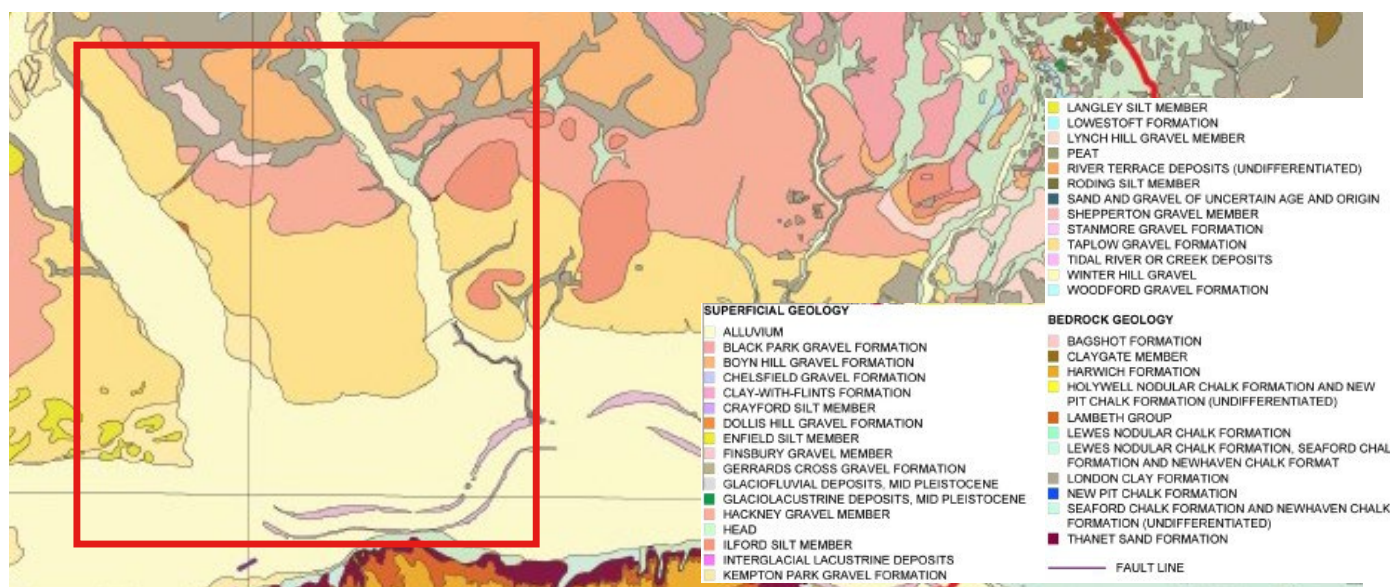 SUPERFICIAL GEOLOGY
ALLUVIUM
BLACK PARK GRAVEL FORMATION
BOYN HILL GRAVEL FORMATION
CHELSFIELD GRAVEL FORMATION
CLAY-WITH-FLINTS FORMATION
CRAYFORD SILT MEMBER
DOLLIS HILL GRAVEL FORMATION
ENFIELD SILT MEMBER
FINSBURY GRAVEL MEMBER
GERRARDS CROSS GRAVEL FORMATION
GLACIOFLUVIAL DEPOSITS, MID PLEISTOCENE
GLACIOLACUSTRINE DEPOSITS, MID PLEISTOCENE
HACKNEY GRAVEL MEMBER
HEAD
ILFORD SILT MEMBER
INTERGLACIAL LACUSTRINE DEPOSITS
KEMPTON PARK GRAVEL FORMATION
LANGLEY SILT MEMBER
LOWESTOFT FORMATION
LYNCH HILL GRAVEL MEMBER
PEAT
RIVER TERRACE DEPOSITS (UNDIFFERENTIATED)
RODING SILT MEMBER
SAND AND GRAVEL OF UNCERTAIN AGE AND ORIGIN
SHEPPERTON GRAVEL MEMBER
STANMORE GRAVEL FORMATION
TAPLOW GRAVEL FORMATION
TIDAL RIVER OR CREEK DEPOSITS
WINTER HILL GRAVEL
WOODFORD GRAVEL FORMATION
BEDROCK GEOLOGY
BAGSHOT FORMATION
CLAYGATE MEMBER
HARWICH FORMATION
HOLYWELL NODULAR CHALK FORMATION AND NEW
PIT CHALK FORMATION (UNDIFFERENTIATED)
LAMBETH GROUP
LEWES NODULAR CHALK FORMATION
LEWES NODULAR CHALK FORMATION, SEAFORD CHAL
FORMATION AND NEWHAVEN CHALK FORMAT
LONDON CLAY FORMATION
NEW PIT CHALK FORMATION
SEAFORD CHALK FORMATION AND NEWHAVEN CHALK
FORMATION (UNDIFFERENTIATED)
THANET SAND FORMATION
FAULT LINE